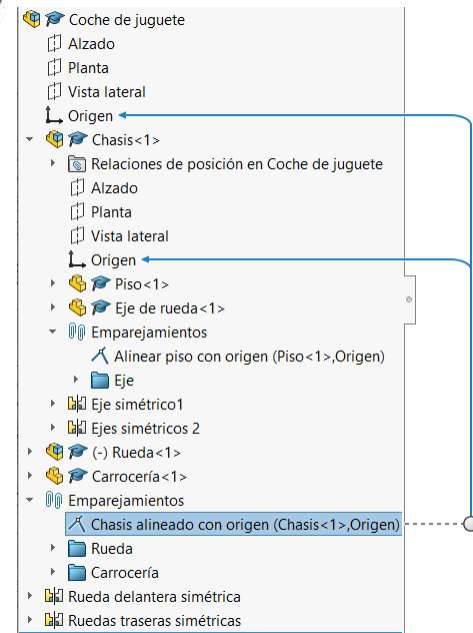 Coche de juguete
Alzado
Planta
Vista lateral
Origen
Chasis<1>
Relaciones de posición en Coche de juguete
Alzado
Planta
Vista lateral
Origen
Piso<1>
Eje de rueda<1>
Emparejamientos
Alinear piso con origen (Piso<1>,Origen)
Eje
Eje simétrico1
Ejes simétricos 2
(-) Rueda<1>
Carrocería<1>
Emparejamientos
Chasis alineado con origen (Chasis<1>,Origen)
Rueda
Carrocería
Rueda delantera simétrica
Ruedas traseras simétricas